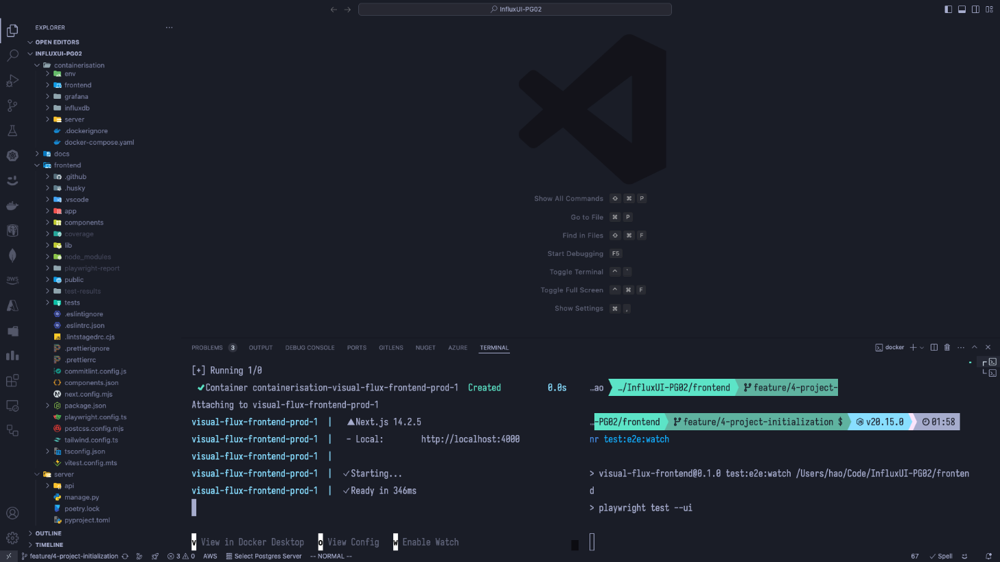 InfluxUI-PG02
EXPLORER
OPEN EDITORS
INFLUXUI-PG02
containerisation
env
frontend
grafana
influxdb
server
.dockerignore
docker-compose.yaml
docs
frontend
.github
.husky
.vscode
app
components
coverage
lib
node_modules
playwright-report
public
test-results
tests
.eslintignore
.eslintrc.json
.lintstagedrc.cjs
.prettierignore
.prettierrc
commitlint.config.js
components.json
next.config.mjs
package.json
playwright.config.ts
postcss.config.mjs
tailwind.config.ts
tsconfig.json
vitest.config.mts
server
api
manage.py
poetry.lock
pyproject.toml
OUTLINE
TIMELINE
Show All Commands ⇧ ⌘ P
Go to File ⌘ P
Find in Files ⇧ ⌘ F
Start Debugging F5
Toggle Terminal ^ `
Toggle Full Screen ^ ⌘ F
Show Settings ⌘ ,
PROBLEMS 3 OUTPUT DEBUG CONSOLE PORTS GITLENS NUGET AZURE TERMINAL
docker
[+] Running 1/0
✔Container containerisation-visual-flux-frontend-prod-1 Created 0.0s
Attaching to visual-flux-frontend-prod-1
visual-flux-frontend-prod-1 | ▲Next.js 14.2.5
visual-flux-frontend-prod-1 | - Local: http://localhost:4000
visual-flux-frontend-prod-1 |
visual-flux-frontend-prod-1 | ✓Starting...
visual-flux-frontend-prod-1 | ✓Ready in 346ms
v View in Docker Desktop o View Config w Enable Watch
…ao …/InfluxUI-PG02/frontend feature/4-project-
…-PG02/frontend feature/4-project-initialization $ v20.15.0 01:58
nr test:e2e:watch
> visual-flux-frontend@0.1.0 test:e2e:watch /Users/hao/Code/InfluxUI-PG02/fronten
d
> playwright test --ui
feature/4-project-initialization 3 0 AWS Select Postgres Server -- NORMAL -- 67 Spell